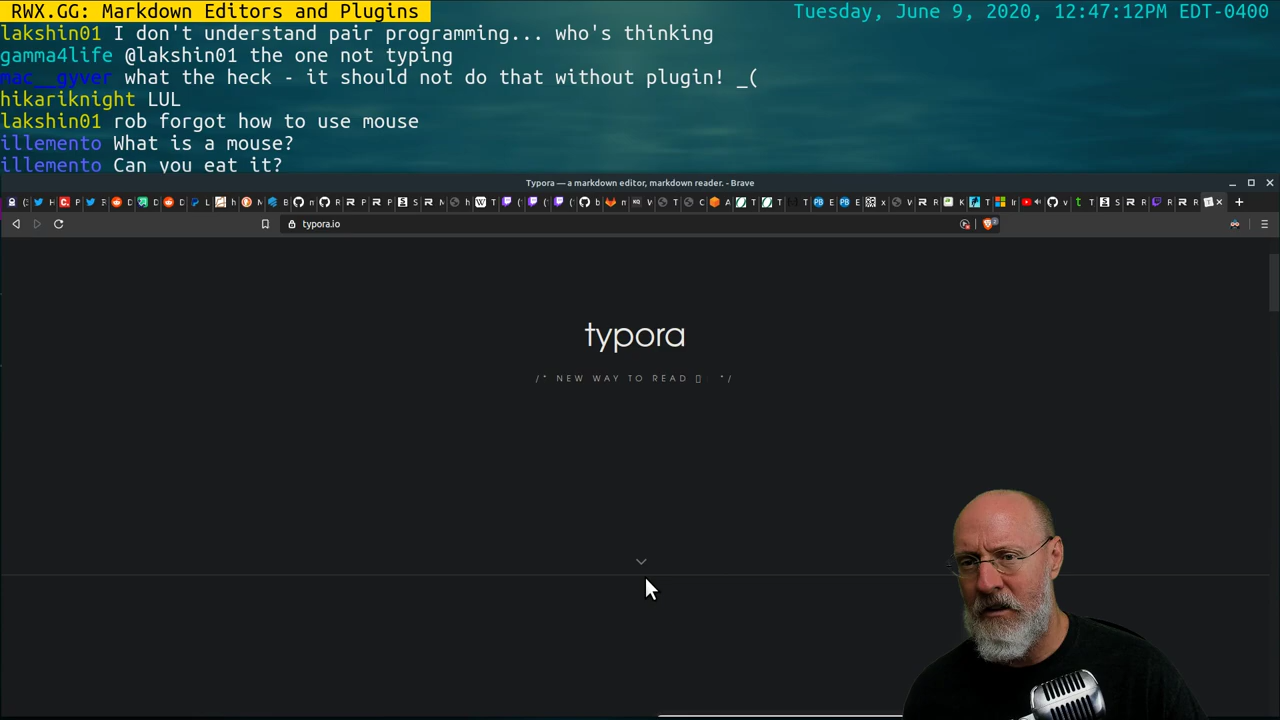 RWX.GG: Markdown Editors and Plugins
Tuesday, June 9, 2020, 12:47:12PM EDT-0400
lakshin01 I don't understand pair programming... who's thinking
gamma4life @lakshin01 the one not typing
mac__gyver what the heck - it should not do that without plugin! _(
hikariknight LUL
lakshin01 rob forgot how to use mouse
illemento What is a mouse?
illemento Can you eat it?
Typora — a markdown editor, markdown reader. - Brave
typora.io
typora
/* NEW WAY TO READ */